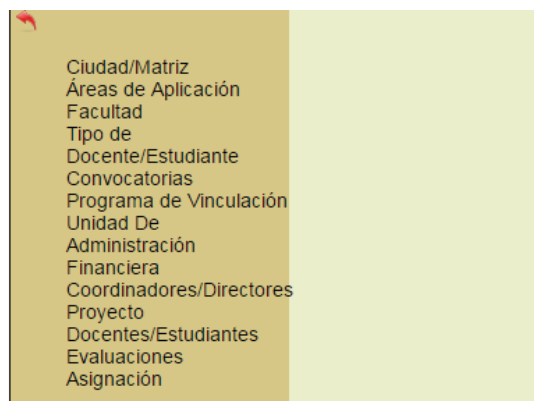 Ciudad/Matriz
Áreas de Aplicación
Facultad
Tipo de
Docente/Estudiante
Convocatorias
Programa de Vinculación
Unidad De
Administración
Financiera
Coordinadores/Directores
Proyecto
Docentes/Estudiantes
Evaluaciones
Asignación